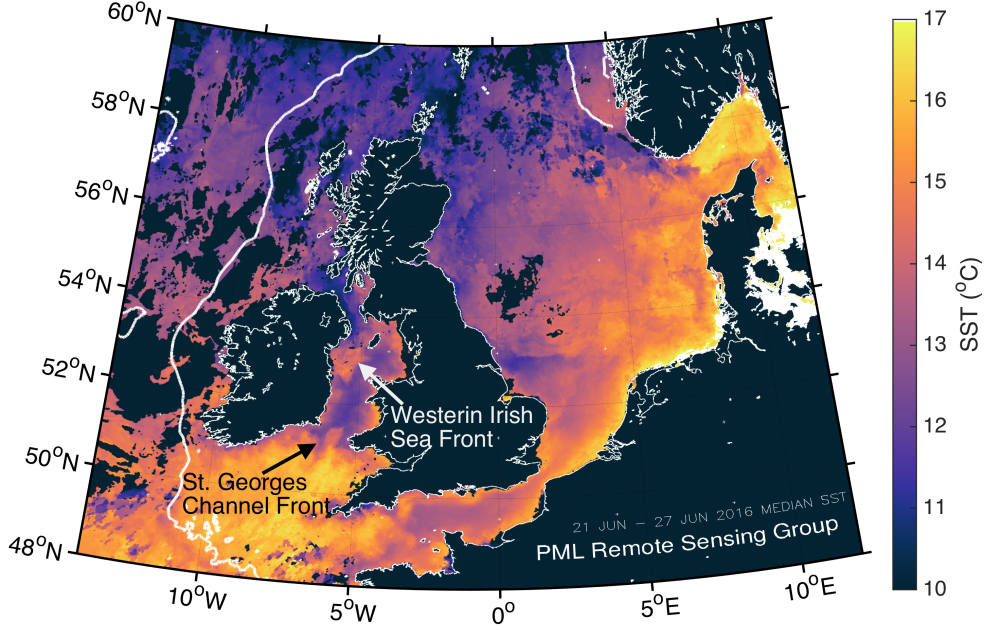 60°N
58°N
56°N
54°N
52°N
50°N
48°N
10°W
5°W
0°
5°E
10°E
Westerin Irish
Sea Front
St. Georges
Channel Front
21 JUN – 27 JUN 2016 MEDIAN SST
PML Remote Sensing Group
17
16
15
14
13
12
11
10
SST (°C)